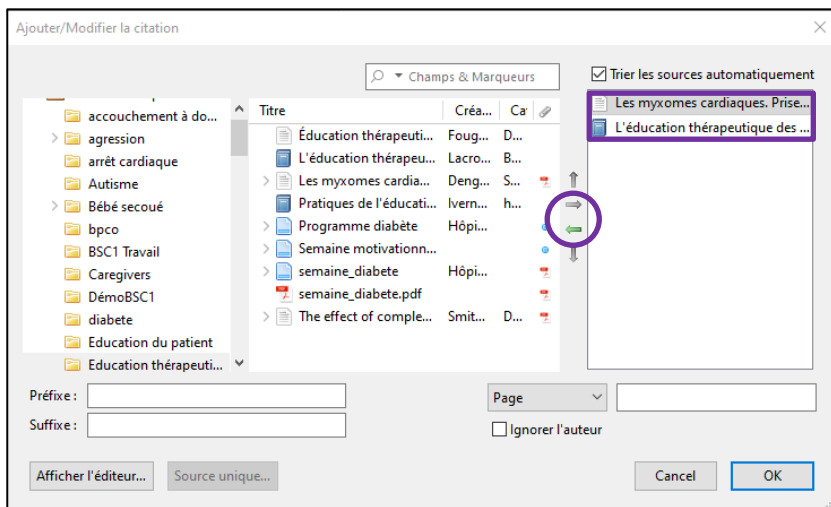 Ajouter/Modifier la citation
Champs & Marqueurs
Trier les sources automatiquement
accouchement à do...
agression
arrêt cardiaque
Autisme
Bébé secoué
bpco
BSC1 Travail
Caregivers
DémoBSC1
diabete
Education du patient
Education thérapeuti...
Titre Créa... Ca
Éducation thérapeuti... Foug... D...
L'éducation thérapeu... Lacro... B...
Les myxomes cardia... Deng... S...
Pratiques de l'éducati... Ivern... h...
Programme diabète Hôpi...
Semaine motivationn...
semaine_diabete Hôpi...
semaine_diabete.pdf
The effect of comple... Smit... D...
Les myxomes cardiaques. Prise...
L'éducation thérapeutique des ...
Préfixe :
Page
Suffixe :
Ignorer l'auteur
Afficher l'éditeur... Source unique... Cancel OK